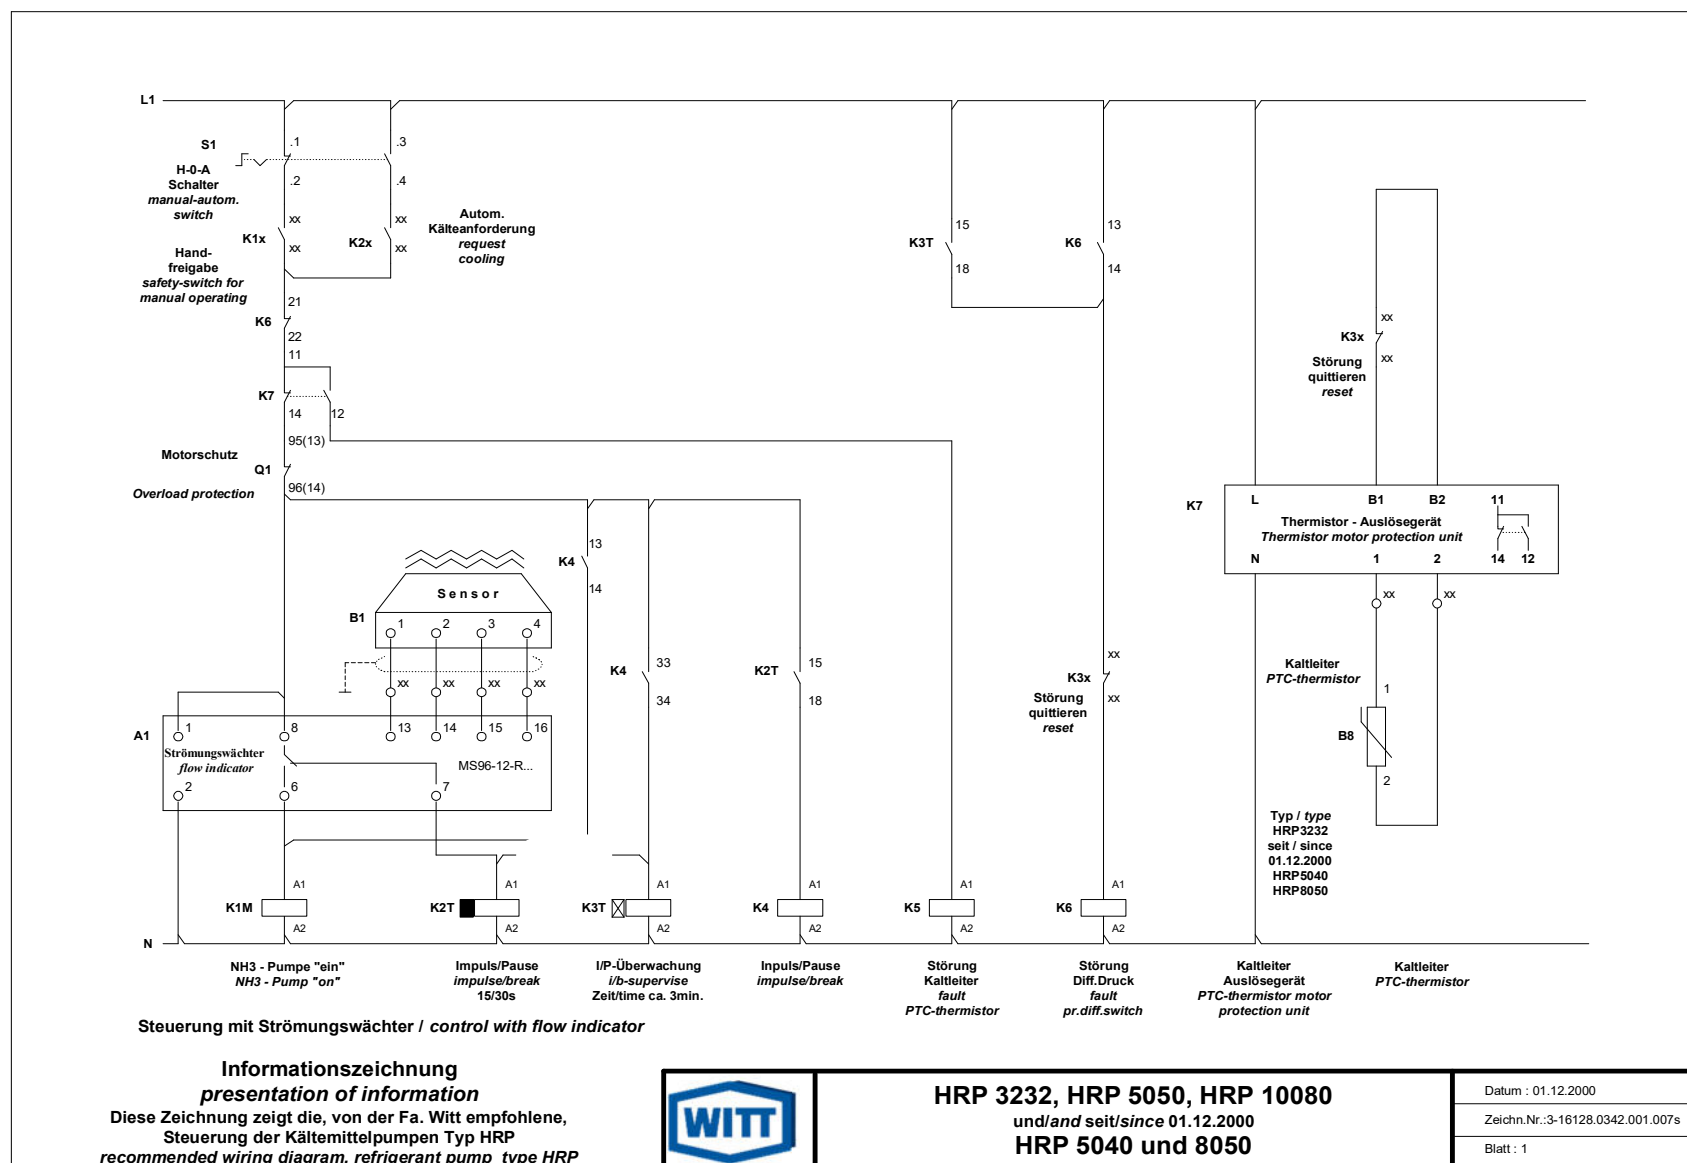 L1
S1
.1
.3
H-0-A
Schalter
manual-autom.
switch
.2
.4
xx
xx
K1x
K2x
xx
xx
Autom.
Kälteanforderung
request
cooling
Hand-
freigabe
safety-switch for
manual operating
15
13
K3T
K6
18
14
21
K6
22
11
K7
14
12
95(13)
Motorschutz
Q1
Overload protection
96(14)
xx
K3x
xx
Störung
quittieren
reset
K7
L
B1
B2
11
Thermistor - Auslösegerät
Thermistor motor protection unit
N
1
2
14
12
xx
xx
13
K4
14
Sensor
B1
1
2
3
4
xx
xx
xx
xx
33
K4
34
15
K2T
18
xx
K3x
xx
Störung
quittieren
reset
Kaltleiter
PTC-thermistor
1
B8
2
A1
1
8
13
14
15
16
Strömungswächter
flow indicator
MS96-12-R...
2
6
7
Typ / type
HRP3232
seit / since
01.12.2000
HRP5040
HRP8050
A1
A1
A1
A1
A1
A1
K1M
K2T
K3T
K4
K5
K6
A2
A2
A2
A2
A2
A2
N
NH3 - Pumpe "ein"
NH3 - Pump "on"
Impuls/Pause
impulse/break
15/30s
I/P-Überwachung
i/b-supervise
Zeit/time ca. 3min.
Inpuls/Pause
impulse/break
Störung
Kaltleiter
fault
PTC-thermistor
Störung
Diff.Druck
fault
pr.diff.switch
Kaltleiter
Auslösegerät
PTC-thermistor motor
protection unit
Kaltleiter
PTC-thermistor
Steuerung mit Strömungswächter / control with flow indicator
Informationszeichnung
presentation of information
Diese Zeichnung zeigt die, von der Fa. Witt empfohlene,
Steuerung der Kältemittelpumpen Typ HRP
recommended wiring diagram, refrigerant pump type HRP
WITT
HRP 3232, HRP 5050, HRP 10080
und/and seit/since 01.12.2000
HRP 5040 und 8050
Datum : 01.12.2000
Zeichn.Nr.:3-16128.0342.001.007s
Blatt : 1